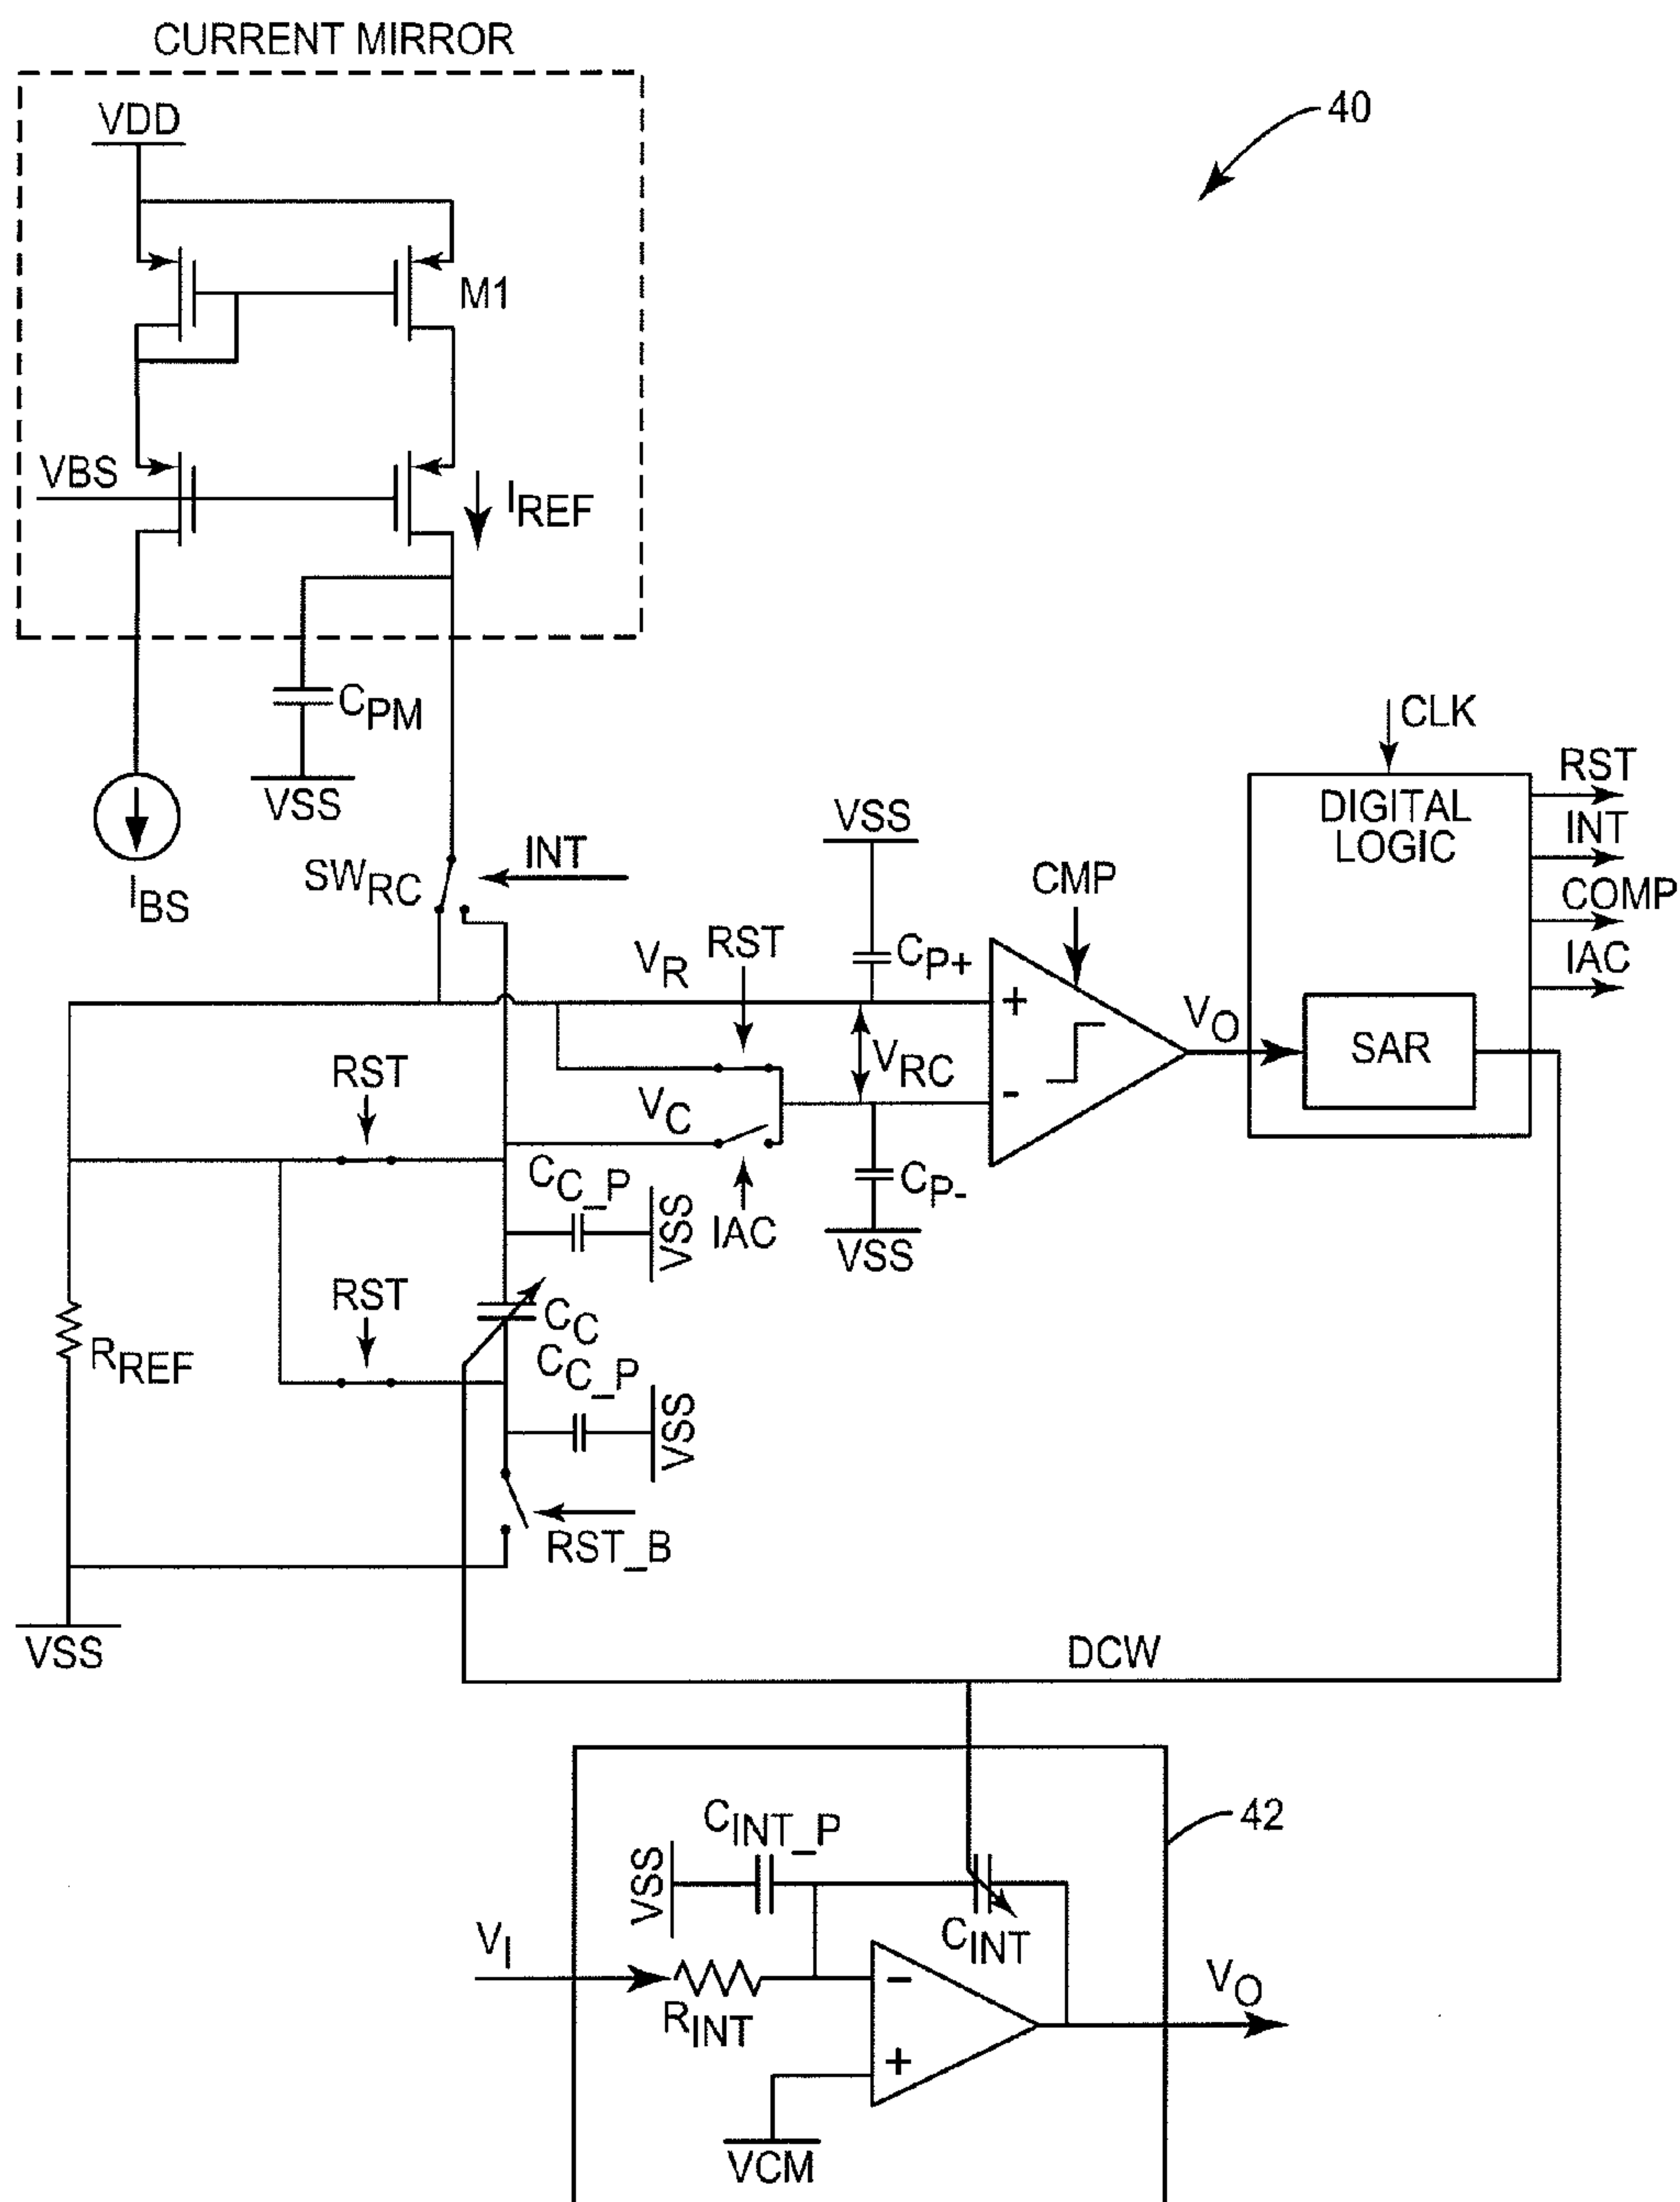 CURRENT MIRROR
40
VDD
M1
VBS
IREF
CPM
VSS
IBS
CLK
RST
INT
COMP
IAC
DIGITAL
LOGIC
SWRC
INT
VSS
CMP
VR
RST
CP+
+
VO
SAR
VRC
RST
VC
-
CC_P
VSS
IAC
CP-
VSS
RST
CC
RREF
CC_P
VSS
RST_B
VSS
DCW
CINT_P
42
VSS
CINT
VI
-
RINT
VO
+
VCM